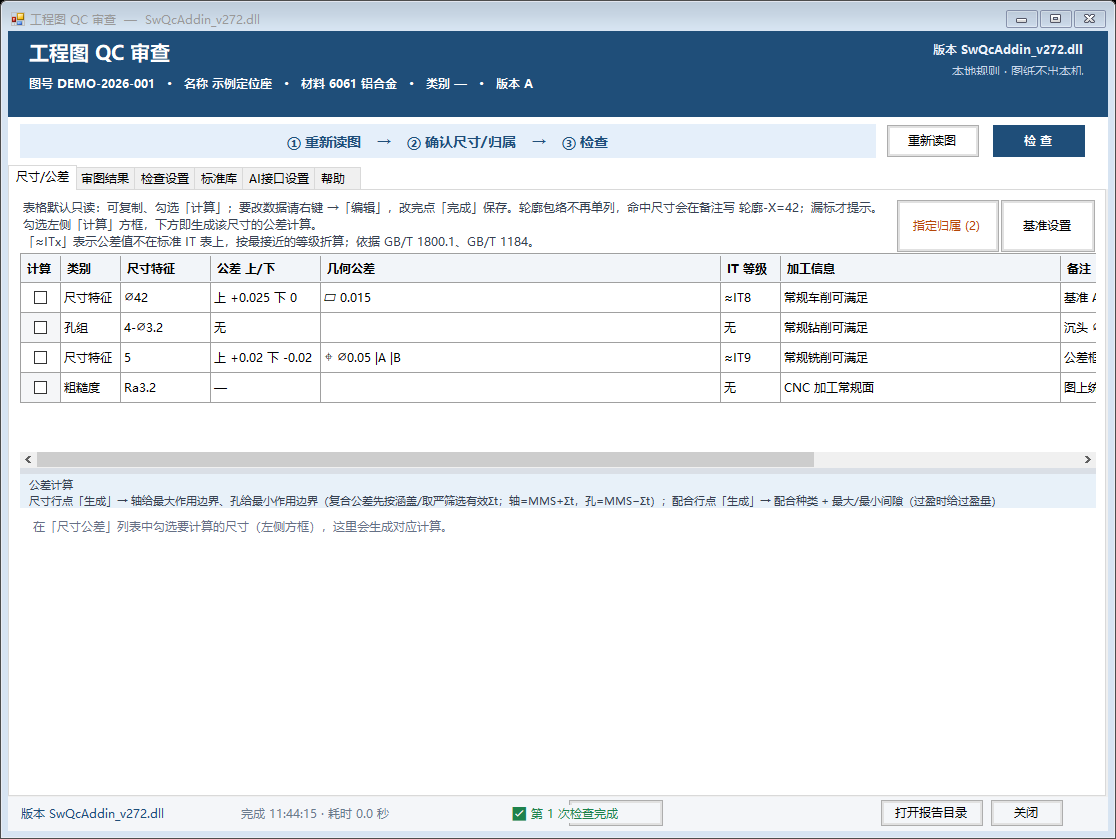 工程图 QC 审查 — SwQcAddin_v272.dll
工程图 QC 审查
版本 SwQcAddin_v272.dll
图号 DEMO-2026-001 • 名称 示例定位座 • 材料 6061 铝合金 • 类别 — • 版本 A
本地规则 · 图纸不出本机
① 重新读图 → ② 确认尺寸/归属 → ③ 检查
重新读图
检 查
尺寸/公差 审图结果 检查设置 标准库 AI接口设置 帮助
表格默认只读；可复制、勾选「计算」；要改数据请右键 →「编辑」，改完点「完成」保存。轮廓包络不再单列，命中尺寸会在备注写 轮廓-X=42；漏标才提示。
勾选左侧「计算」方框，下方即生成该尺寸的公差计算。
「≈ITx」表示公差值不在标准 IT 表上，按最接近的等级折算；依据 GB/T 1800.1、GB/T 1184。
指定归属 (2)
基准设置
计算 类别 尺寸特征 公差 上/下 几何公差 IT 等级 加工信息 备注
尺寸特征 ∅42 上 +0.025 下 0 ▱ 0.015 ≈IT8 常规车削可满足 基准 A
孔组 4-∅3.2 无 无 常规钻削可满足 沉头
尺寸特征 5 上 +0.02 下 -0.02 ⌖ ∅0.05 |A |B ≈IT9 常规铣削可满足 公差框
粗糙度 Ra3.2 — 无 CNC 加工常规面 图上
公差计算
尺寸行点「生成」→ 轴给最大作用边界、孔给最小作用边界（复合公差先按涵盖/取严筛选有效Σt；轴=MMS+Σt，孔=MMS−Σt）；配合行点「生成」→ 配合种类 + 最大/最小间隙（过盈时给过盈量）
在「尺寸公差」列表中勾选要计算的尺寸（左侧方框），这里会生成对应计算。
版本 SwQcAddin_v272.dll
完成 11:44:15 · 耗时 0.0 秒
第 1 次检查完成
打开报告目录
关闭